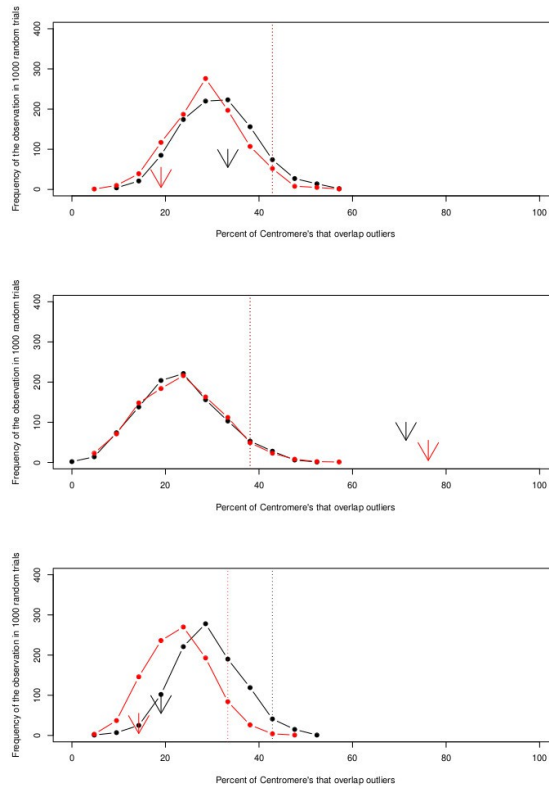 Frequency of the observation in 1000 random trials
400
300
200
100
0
0 20 40 60 80 100
Percent of Centromere's that overlap outliers
Frequency of the observation in 1000 random trials
400
300
200
100
0
0 20 40 60 80 100
Percent of Centromere's that overlap outliers
Frequency of the observation in 1000 random trials
400
300
200
100
0
0 20 40 60 80 100
Percent of Centromere's that overlap outliers